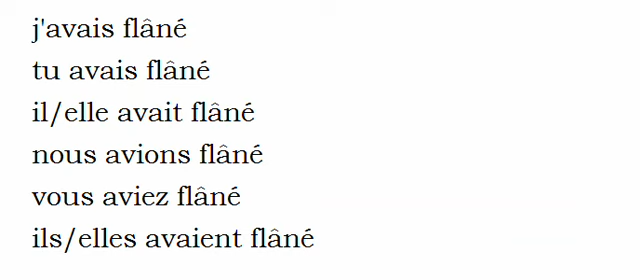 j'avais flâné
tu avais flâné
il/elle avait flâné
nous avions flâné
vous aviez flâné
ils/elles avaient flâné